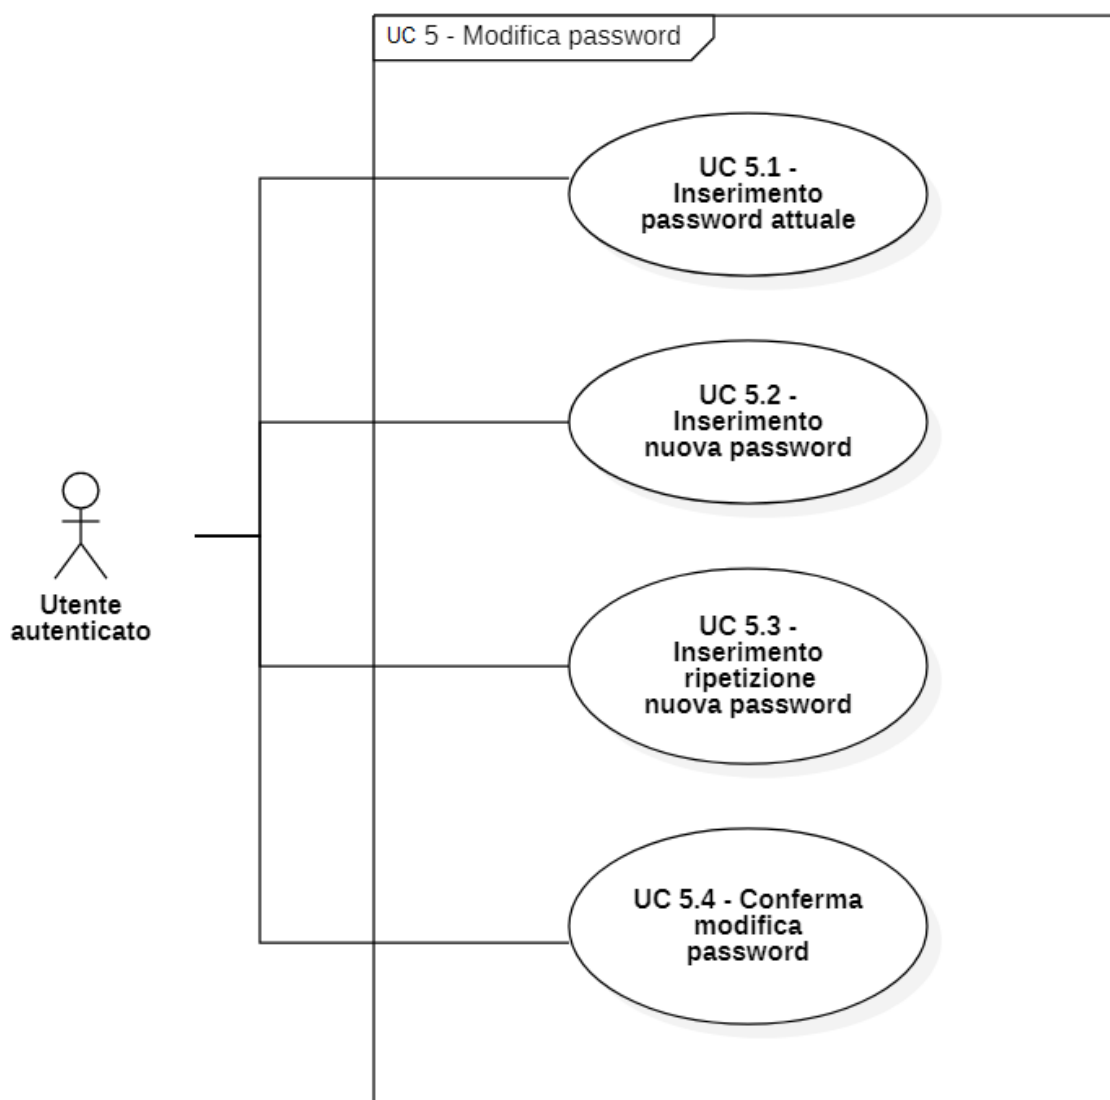 UC 5 - Modifica password
UC 5.1 -
Inserimento
password attuale
UC 5.2 -
Inserimento
nuova password
Utente
autenticato
UC 5.3 -
Inserimento
ripetizione
nuova password
UC 5.4 - Conferma
modifica
password